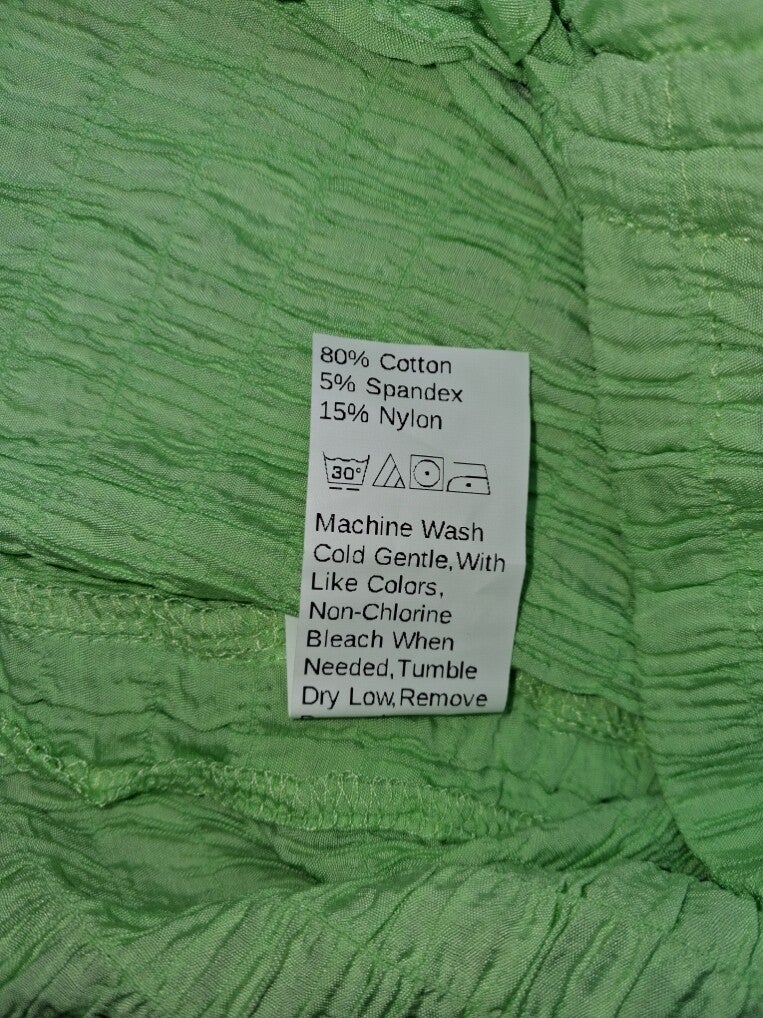 80% Cotton
5% Spandex
15% Nylon
30°
Machine Wash
Cold Gentle,With
Like Colors,
Non-Chlorine
Bleach When
Needed,Tumble
Dry Low,Remove